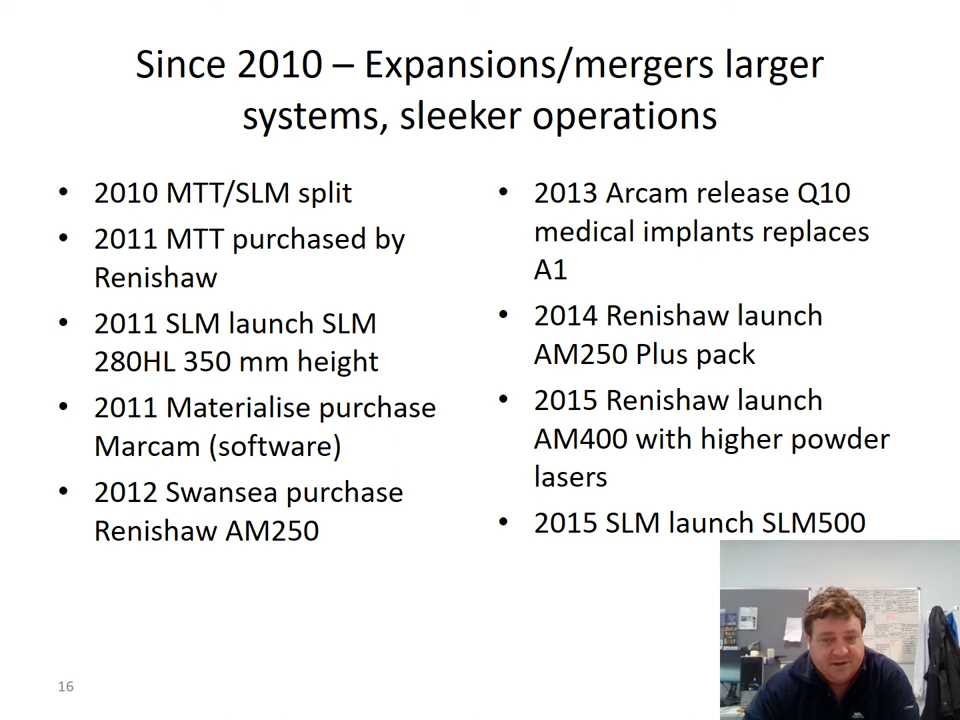 Since 2010 – Expansions/mergers larger
systems, sleeker operations
• 2010 MTT/SLM split
• 2011 MTT purchased by
Renishaw
• 2011 SLM launch SLM
280HL 350 mm height
• 2011 Materialise purchase
Marcam (software)
• 2012 Swansea purchase
Renishaw AM250
• 2013 Arcam release Q10
medical implants replaces
A1
• 2014 Renishaw launch
AM250 Plus pack
• 2015 Renishaw launch
AM400 with higher powder
lasers
• 2015 SLM launch SLM500
16